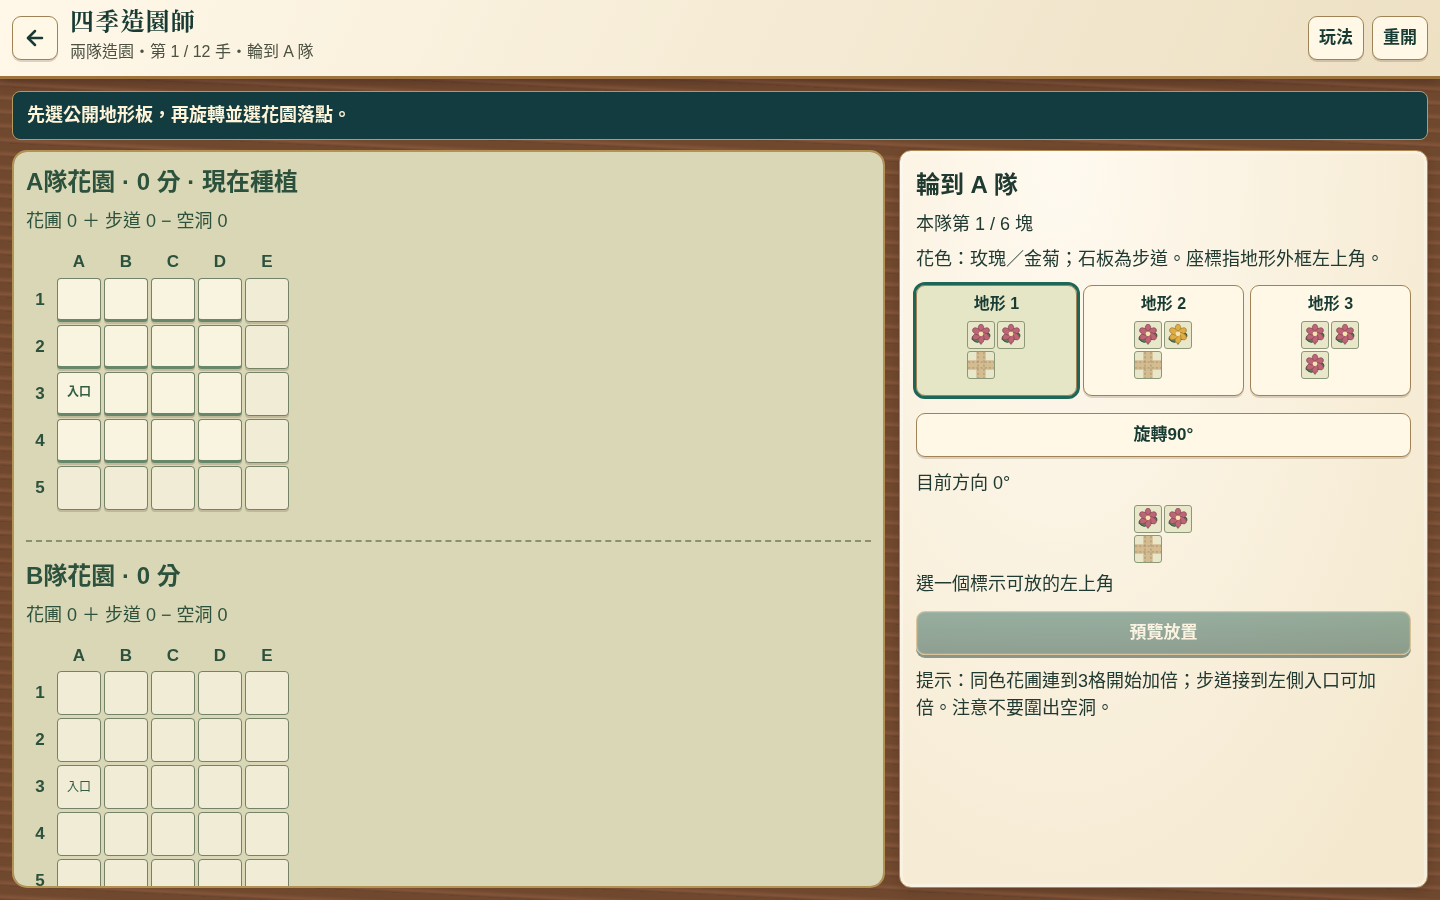 四季造園師
兩隊造園・第 1 / 12 手・輪到 A 隊
玩法
重開
先選公開地形板，再旋轉並選花園落點。
A隊花園 · 0 分 · 現在種植
花圃 0 ＋ 步道 0 − 空洞 0
A B C D E
1
2
3 入口
4
5
B隊花園 · 0 分
花圃 0 ＋ 步道 0 − 空洞 0
A B C D E
1
2
3 入口
4
5
輪到 A 隊
本隊第 1 / 6 塊
花色：玫瑰／金菊；石板為步道。座標指地形外框左上角。
地形 1
地形 2
地形 3
旋轉90°
目前方向 0°
選一個標示可放的左上角
預覽放置
提示：同色花圃連到3格開始加倍；步道接到左側入口可加
倍。注意不要圍出空洞。